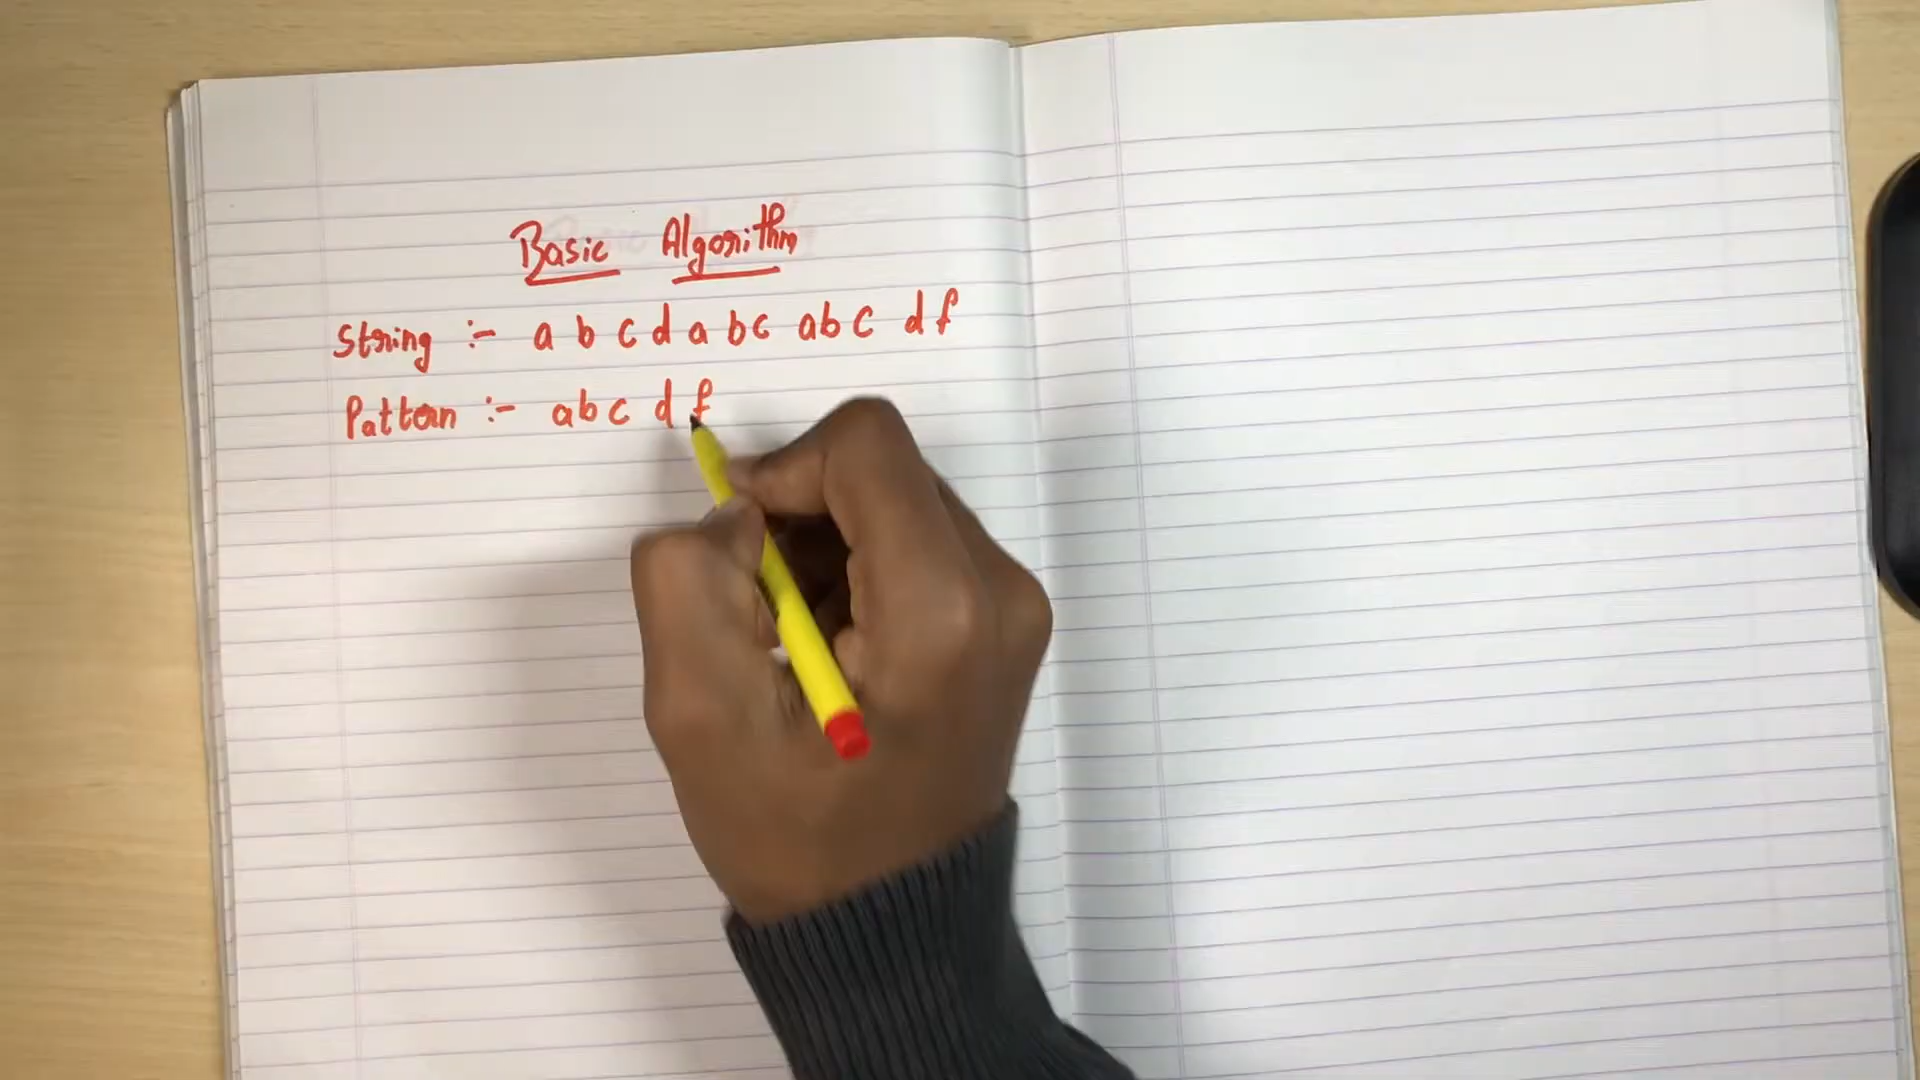 Basic Algorithm
String :- a b c d a b c a b c d f
Pattern :- a b c d f